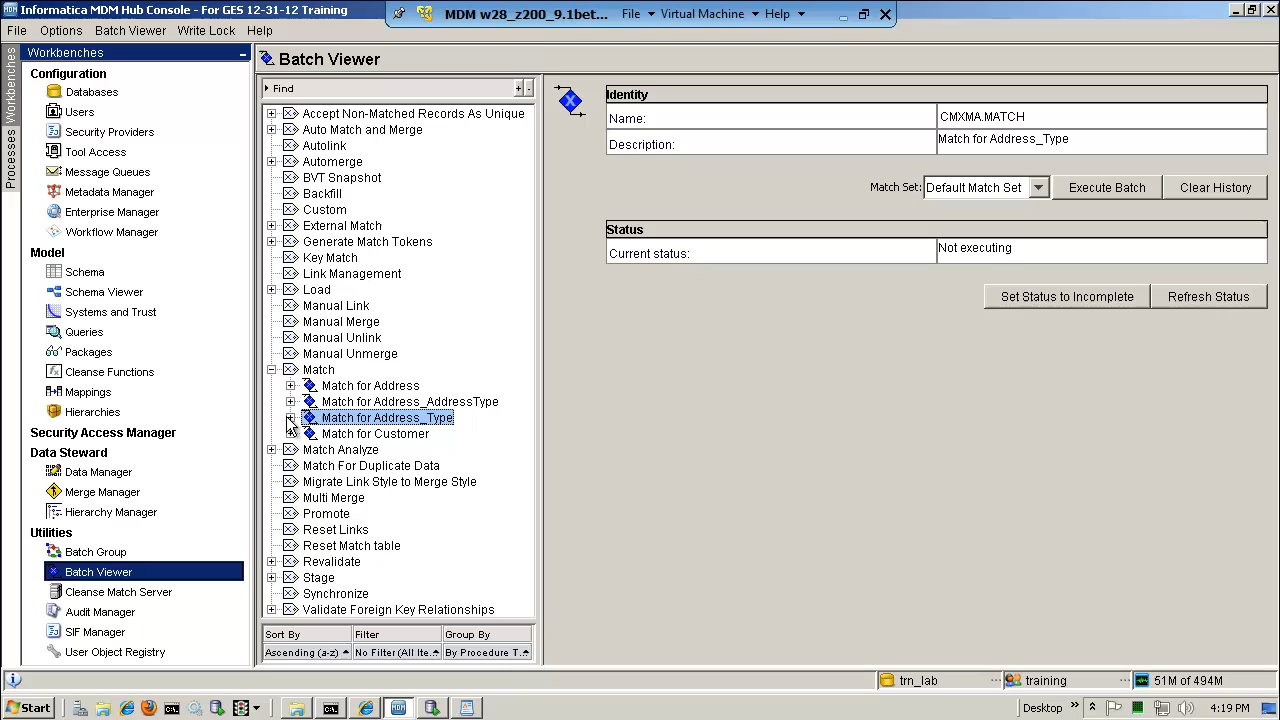 Informatica MDM Hub Console - For GES 12-31-12 Training
MDM w28_z200_9.1bet... File Virtual Machine Help
File Options Batch Viewer Write Lock Help
Workbenches
Processes
Workbenches
Configuration
Databases
Users
Security Providers
Tool Access
Message Queues
Metadata Manager
Enterprise Manager
Workflow Manager
Model
Schema
Schema Viewer
Systems and Trust
Queries
Packages
Cleanse Functions
Mappings
Hierarchies
Security Access Manager
Data Steward
Data Manager
Merge Manager
Hierarchy Manager
Utilities
Batch Group
Batch Viewer
Cleanse Match Server
Audit Manager
SIF Manager
User Object Registry
Batch Viewer
Find
Accept Non-Matched Records As Unique
Auto Match and Merge
Autolink
Automerge
BVT Snapshot
Backfill
Custom
External Match
Generate Match Tokens
Key Match
Link Management
Load
Manual Link
Manual Merge
Manual Unlink
Manual Unmerge
Match
Match for Address
Match for Address_AddressType
Match for Address_Type
Match for Customer
Match Analyze
Match For Duplicate Data
Migrate Link Style to Merge Style
Multi Merge
Promote
Reset Links
Reset Match table
Revalidate
Stage
Synchronize
Validate Foreign Key Relationships
Sort By Filter Group By
Ascending (a-z) No Filter (All Ite... By Procedure T...
Identity
Name: CMXMA.MATCH
Description: Match for Address_Type
Match Set: Default Match Set Execute Batch Clear History
Status
Current status: Not executing
Set Status to Incomplete Refresh Status
trn_lab training 51M of 494M
Start Desktop 4:19 PM